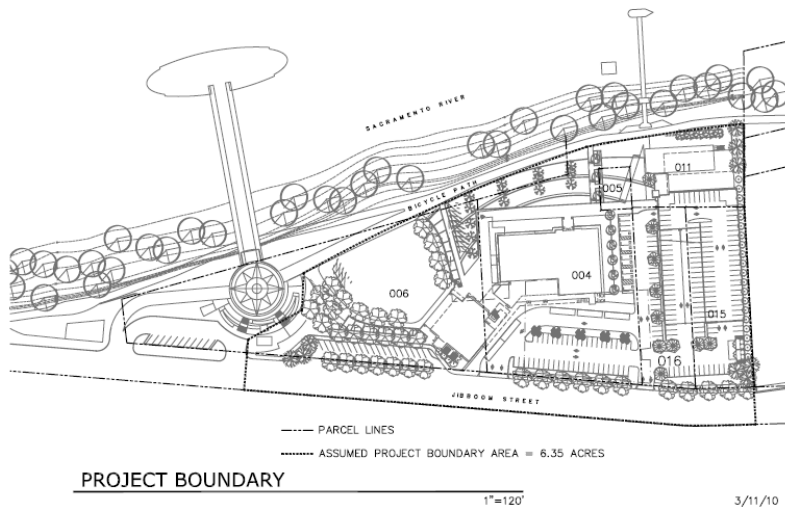 SACRAMENTO RIVER
BICYCLE PATH
011
005
004
006
015
016
JIBBOOM STREET
PARCEL LINES
ASSUMED PROJECT BOUNDARY AREA = 6.35 ACRES
PROJECT BOUNDARY
1"=120'
3/11/10